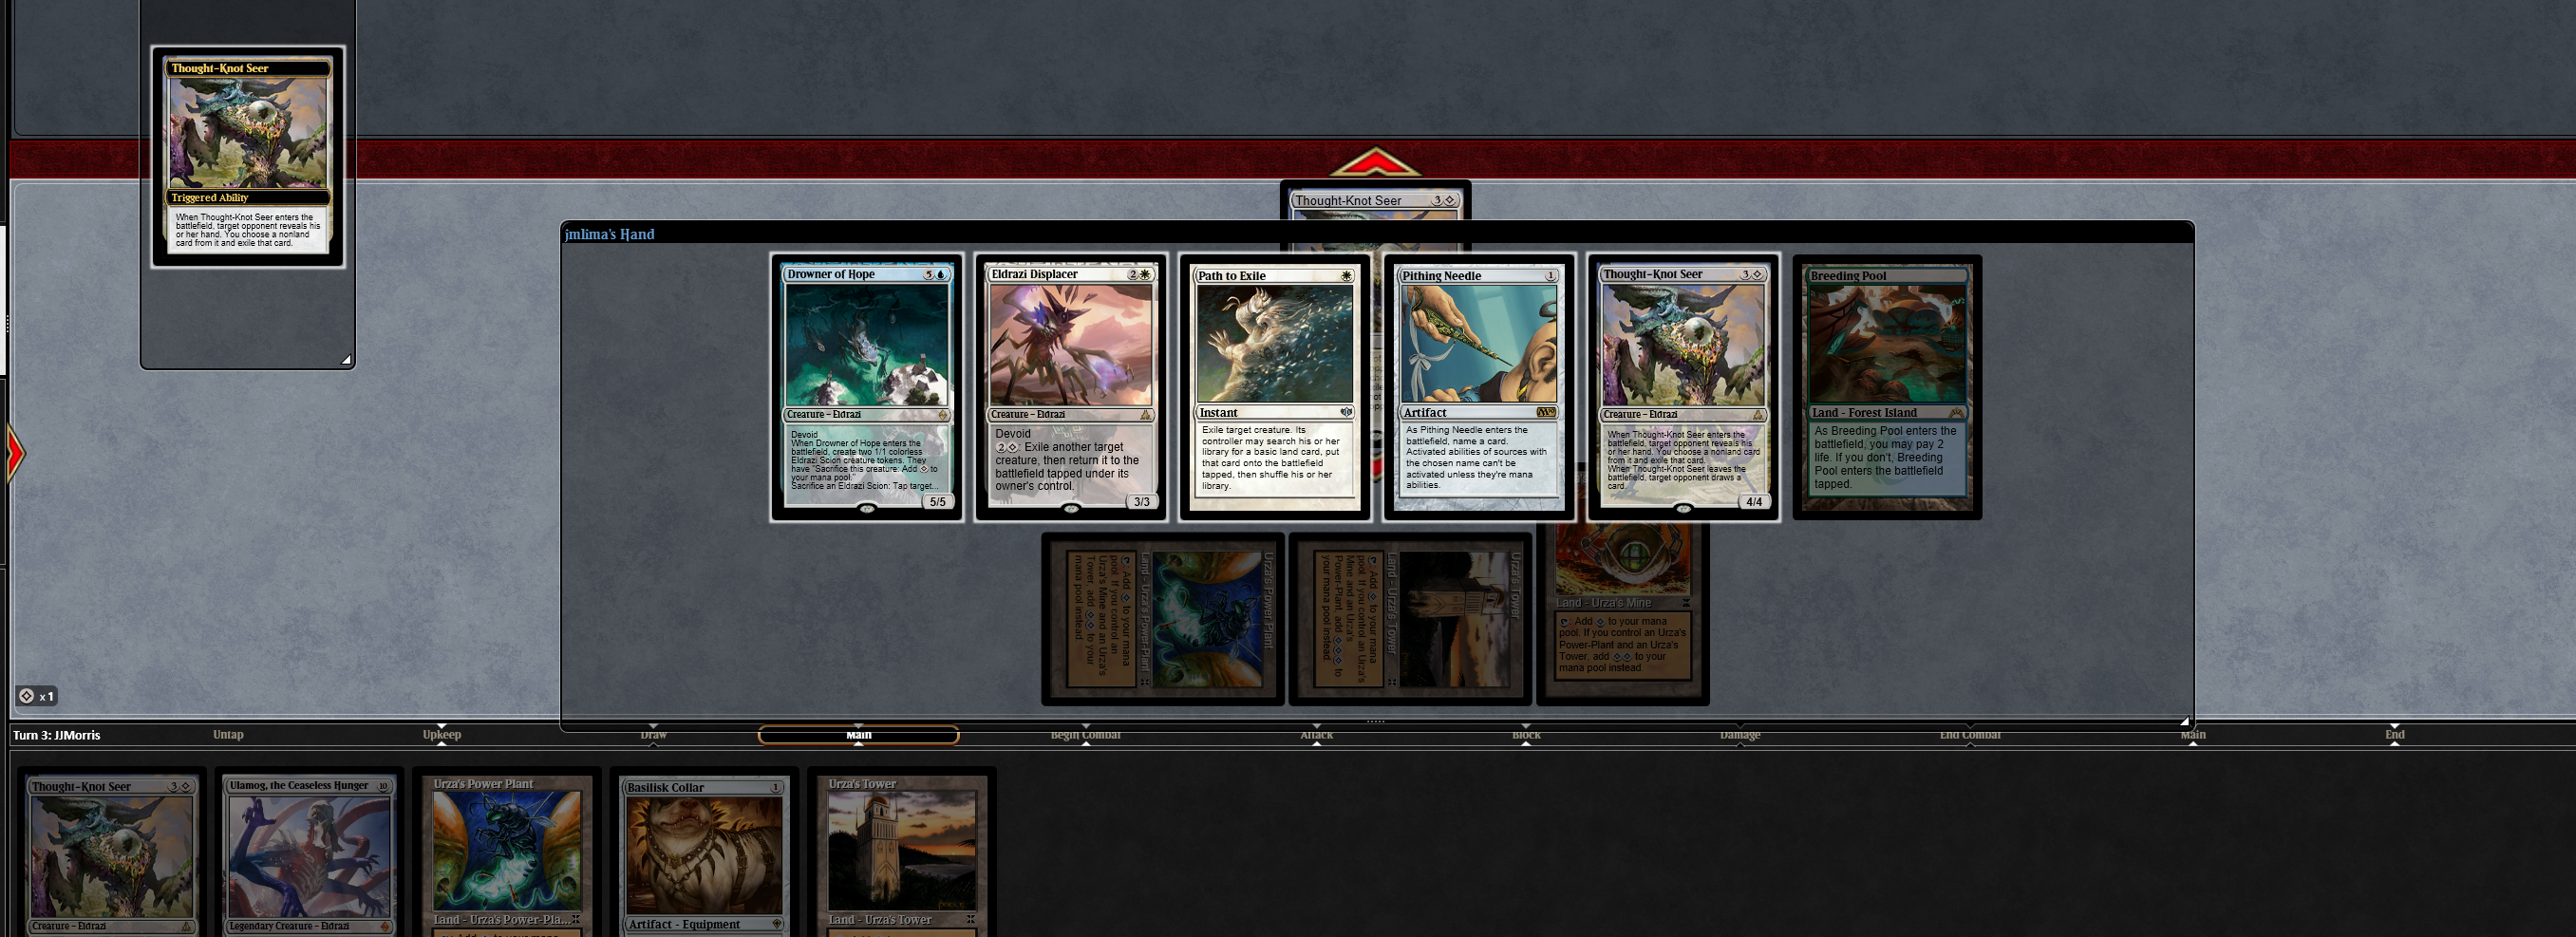 Thought-Knot Seer
Triggered Ability
When Thought-Knot Seer enters the
battlefield, target opponent reveals his
or her hand. You choose a nonland
card from it and exile that card.
Thought-Knot Seer 3
jmlima's Hand
Drowner of Hope 5
Creature – Eldrazi
Devoid
When Drowner of Hope enters the
battlefield, create two 1/1 colorless
Eldrazi Scion creature tokens. They
have "Sacrifice this creature: Add to
your mana pool."
Sacrifice an Eldrazi Scion: Tap target...
5/5
Eldrazi Displacer 2
Creature – Eldrazi
Devoid
2 : Exile another target
creature, then return it to the
battlefield tapped under its
owner's control.
3/3
Path to Exile
Instant
Exile target creature. Its
controller may search his or her
library for a basic land card, put
that card onto the battlefield
tapped, then shuffle his or her
library.
Pithing Needle 1
Artifact
As Pithing Needle enters the
battlefield, name a card.
Activated abilities of sources with
the chosen name can't be
activated unless they're mana
abilities.
Thought-Knot Seer 3
Creature – Eldrazi
When Thought-Knot Seer enters the
battlefield, target opponent reveals his
or her hand. You choose a nonland card
from it and exile that card.
When Thought-Knot Seer leaves the
battlefield, target opponent draws a
card.
4/4
Breeding Pool
Land - Forest Island
As Breeding Pool enters the
battlefield, you may pay 2
life. If you don't, Breeding
Pool enters the battlefield
tapped.
Urza's Power Plant
Land - Urza's Power-Plant
: Add to your mana
pool. If you control an
Urza's Mine and an Urza's
Tower, add to your
mana pool instead.
Urza's Tower
Land - Urza's Tower
: Add to your mana
pool. If you control an Urza's
Mine and an Urza's
Power-Plant, add to
your mana pool instead.
Land - Urza's Mine
: Add to your mana
pool. If you control an Urza's
Power-Plant and an Urza's
Tower, add to your
mana pool instead.
x 1
Turn 3: JJMorris Untap Upkeep Draw Main Begin Combat Attack Block Damage End Combat Main End
Thought-Knot Seer 3
Creature – Eldrazi
Ulamog, the Ceaseless Hunger 10
Legendary Creature – Eldrazi
Urza's Power Plant
Land - Urza's Power-Pla...
Basilisk Collar 1
Artifact - Equipment
Urza's Tower
Land - Urza's Tower